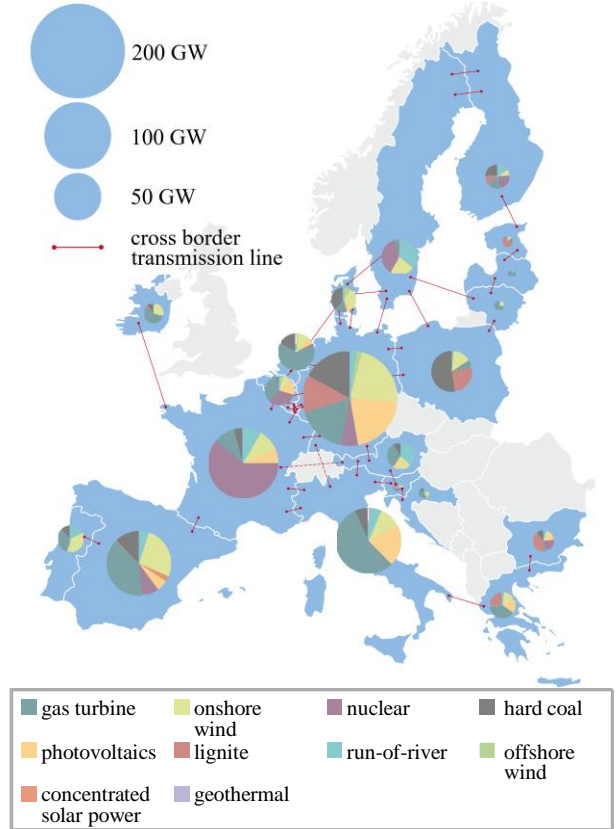 200 GW
100 GW
50 GW
cross border
transmission line
gas turbine
onshore
wind
nuclear
hard coal
photovoltaics
lignite
run-of-river
offshore
wind
concentrated
solar power
geothermal